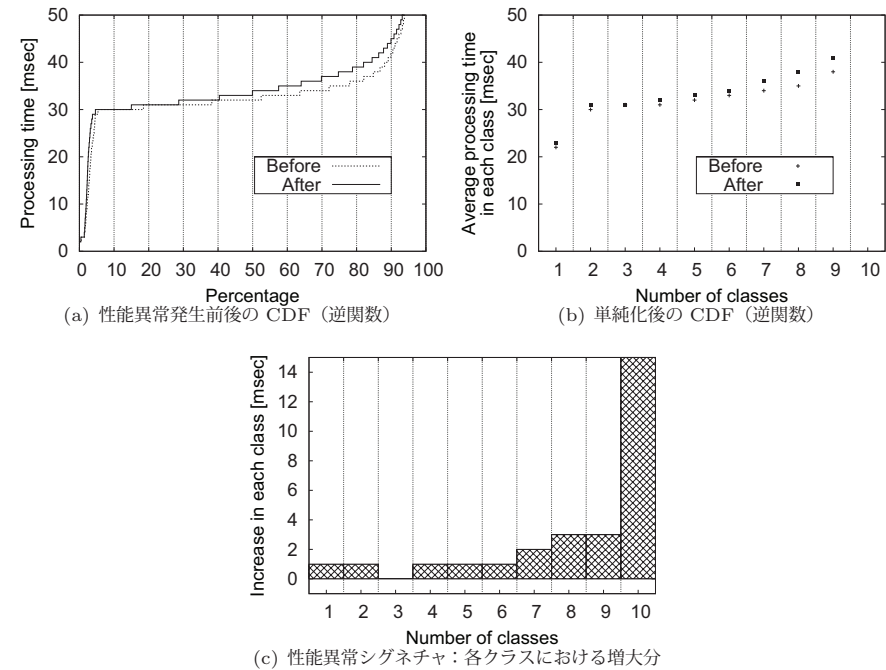 Processing time [msec]
50
40
30
20
10
0
Before
After
0 10 20 30 40 50 60 70 80 90 100
Percentage
(a) 性能異常発生前後の CDF（逆関数）
Average processing time
in each class [msec]
50
40
30
20
10
0
Before
After
1 2 3 4 5 6 7 8 9 10
Number of classes
(b) 単純化後の CDF（逆関数）
Increase in each class [msec]
14
12
10
8
6
4
2
0
1 2 3 4 5 6 7 8 9 10
Number of classes
(c) 性能異常シグネチャ：各クラスにおける増大分